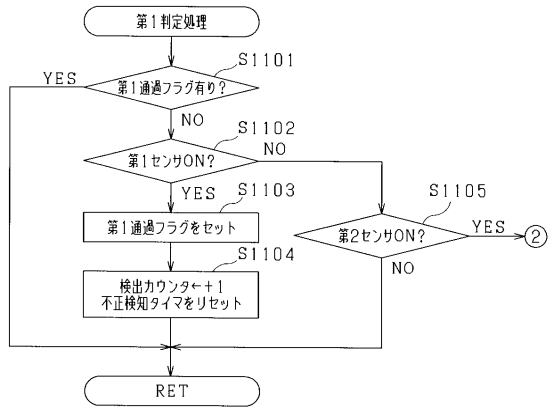 第1判定処理
S1101
YES
第1通過フラグ有り?
NO
S1102
第1センサON?
NO
YES
S1103
S1105
第1通過フラグをセット
第2センサON?
YES
②
S1104
NO
検出カウンタ←+1
不正検知タイマをリセット
RET